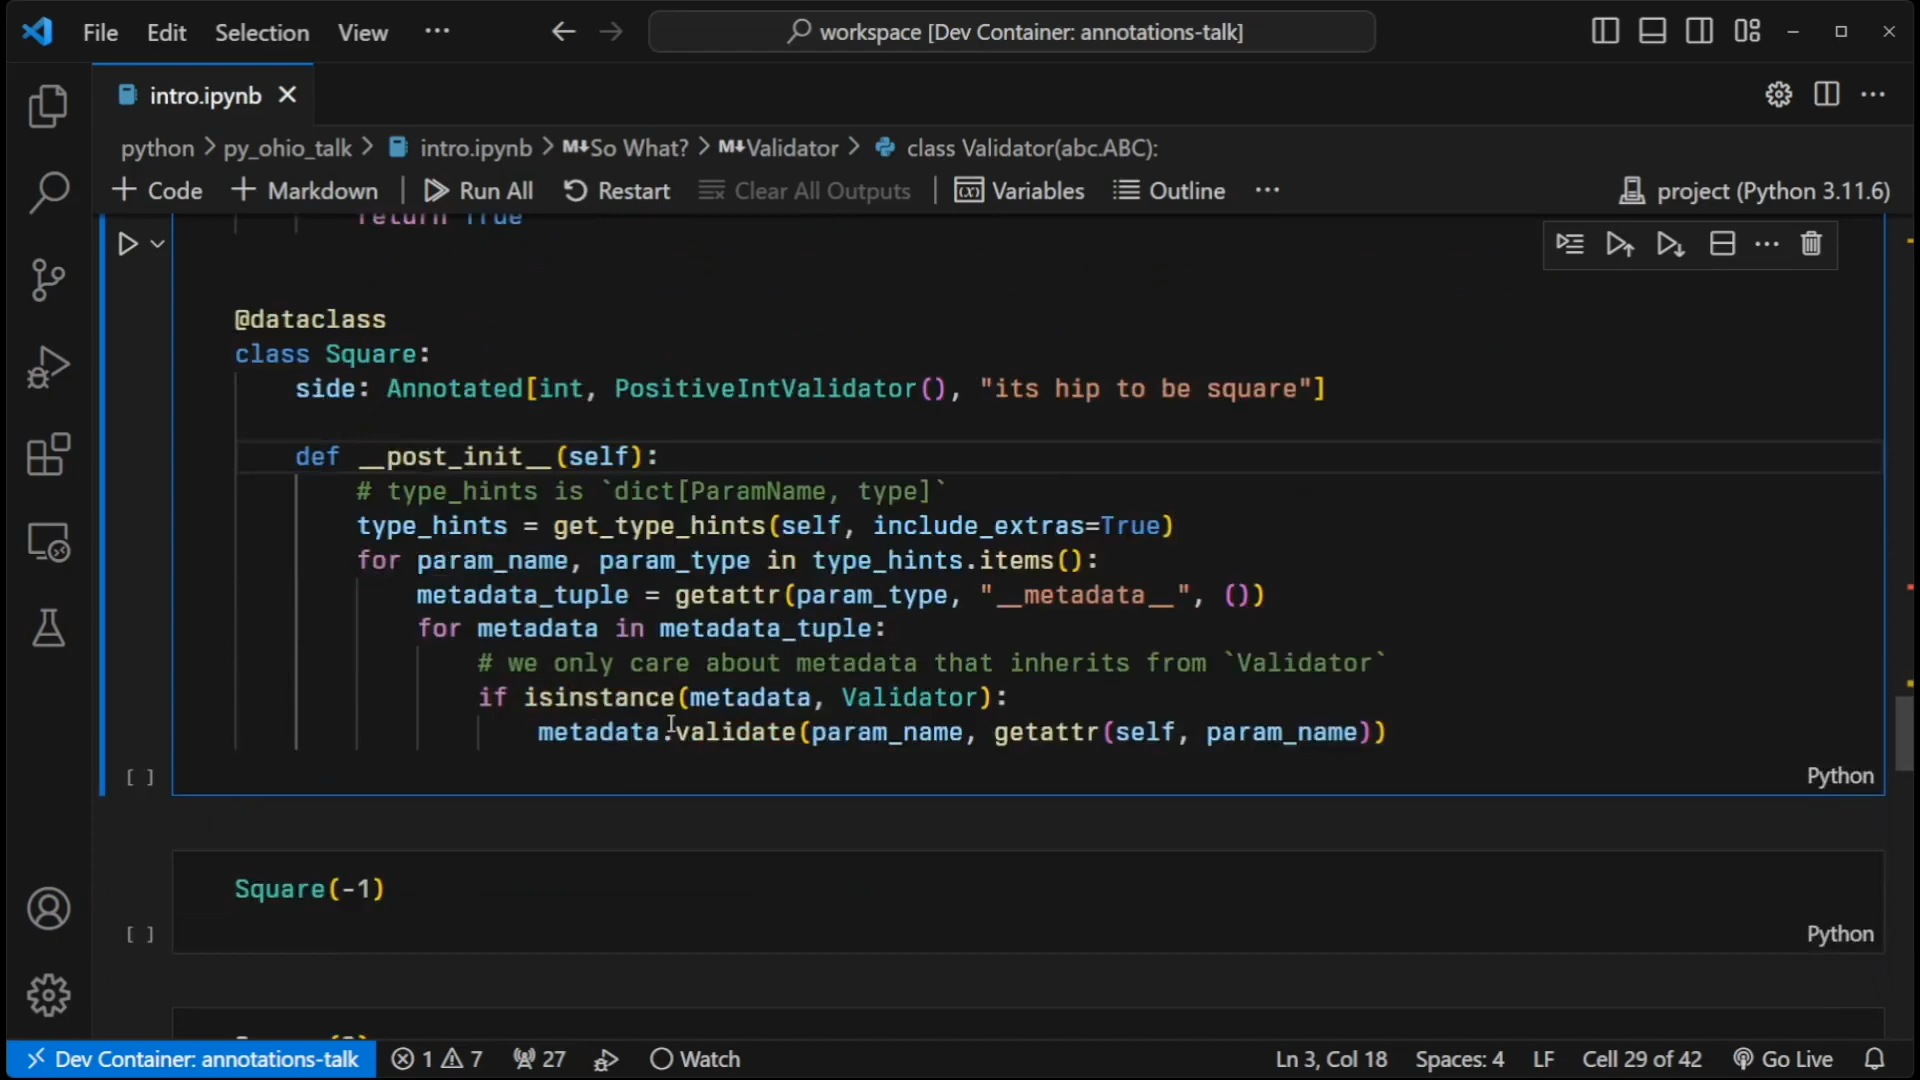 File Edit Selection View ···
workspace [Dev Container: annotations-talk]
intro.ipynb
python > py_ohio_talk > intro.ipynb > M↓So What? > M↓Validator > class Validator(abc.ABC):
+ Code + Markdown | Run All Restart Clear All Outputs | Variables Outline ··· project (Python 3.11.6)
return True
@dataclass
class Square:
side: Annotated[int, PositiveIntValidator(), "its hip to be square"]
def __post_init__(self):
# type_hints is `dict[ParamName, type]`
type_hints = get_type_hints(self, include_extras=True)
for param_name, param_type in type_hints.items():
metadata_tuple = getattr(param_type, "__metadata__", ())
for metadata in metadata_tuple:
# we only care about metadata that inherits from `Validator`
if isinstance(metadata, Validator):
metadata.validate(param_name, getattr(self, param_name))
[ ] Python
Square(-1)
[ ] Python
Dev Container: annotations-talk 1 7 27 Watch Ln 3, Col 18 Spaces: 4 LF Cell 29 of 42 Go Live